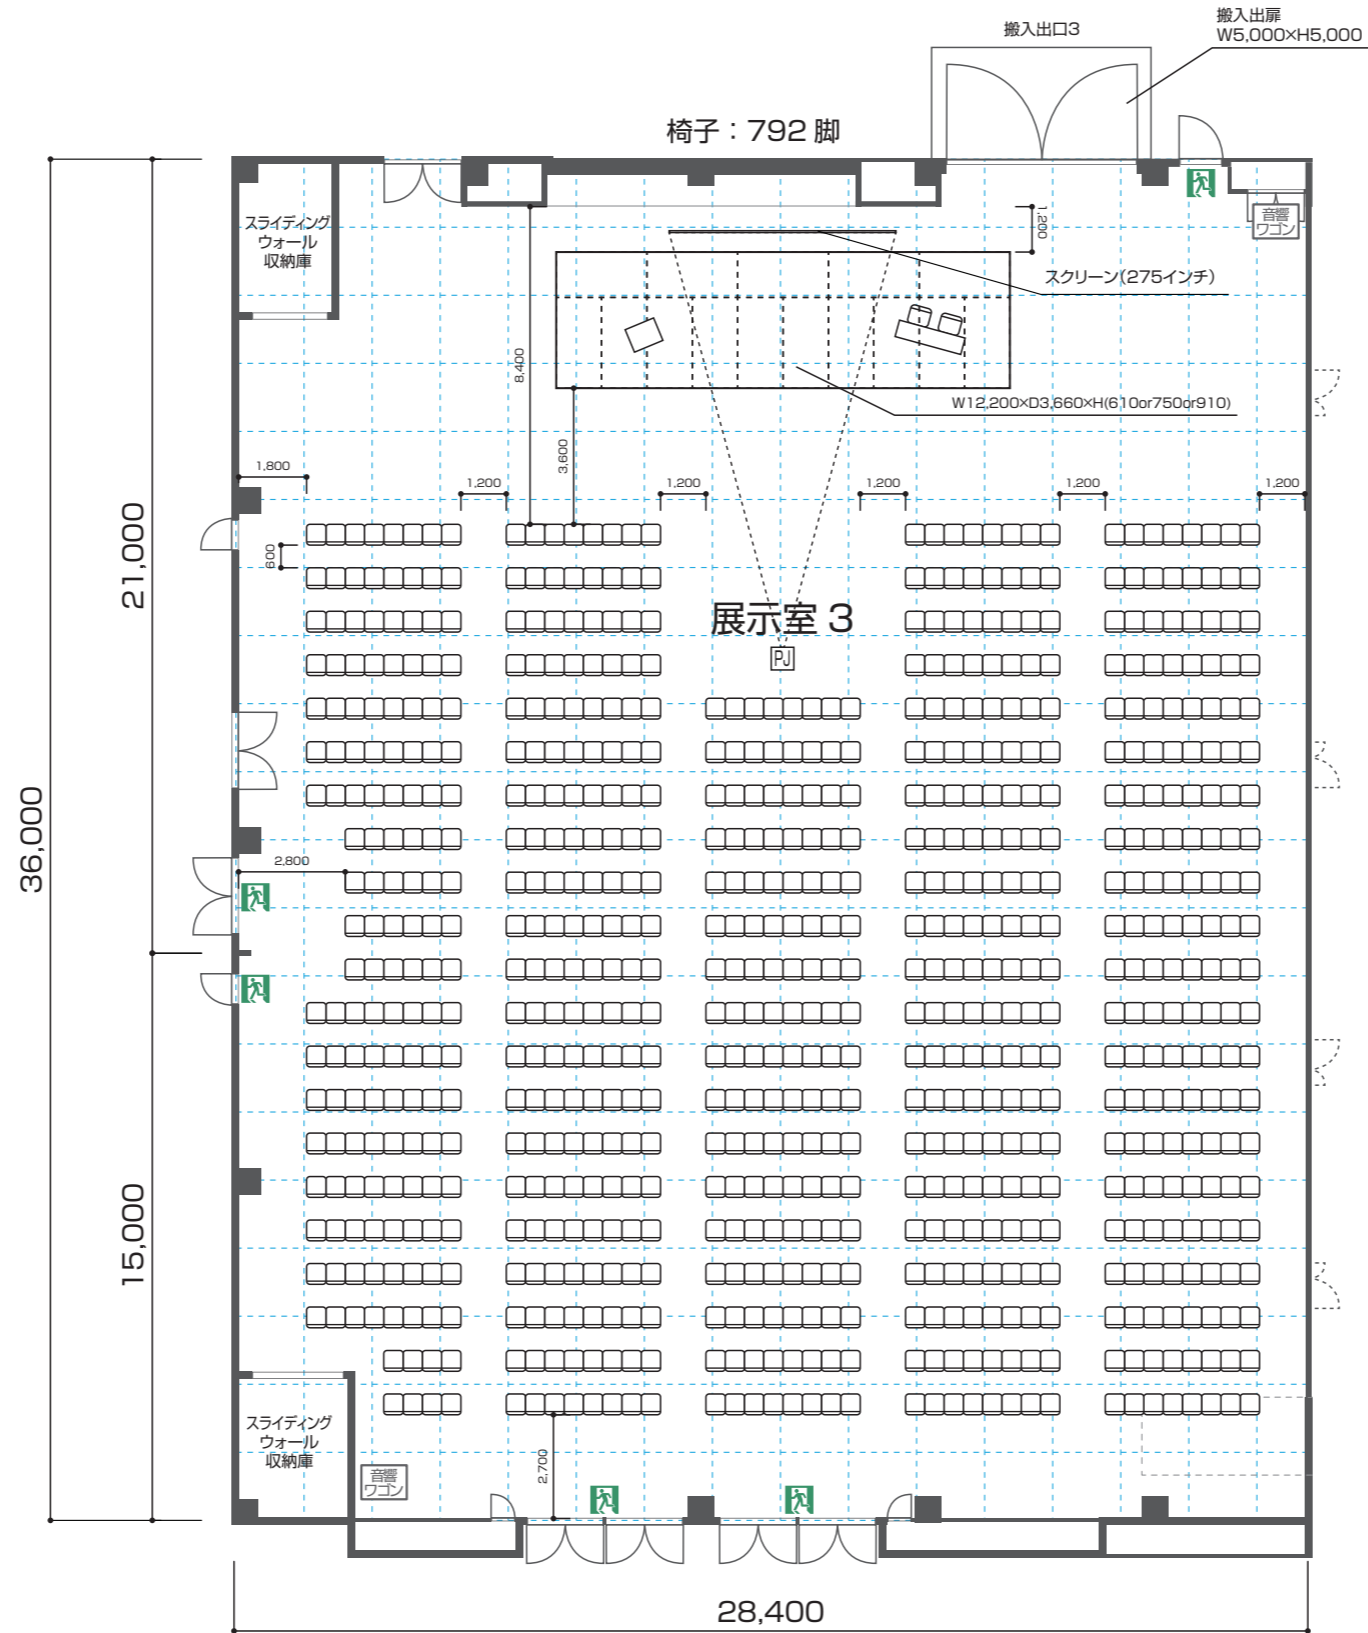 搬入出口3
搬入出扉
W5,000×H5,000
椅子：792 脚
スライディング
ウォール
収納庫
音響
ワゴン
1,200
スクリーン(275インチ)
8,400
W12,200×D3,660×H(610or750or910)
3,600
1,800
1,200
1,200
1,200
1,200
1,200
600
21,000
展示室 3
PJ
36,000
2,800
15,000
スライディング
ウォール
収納庫
音響
ワゴン
2,700
28,400